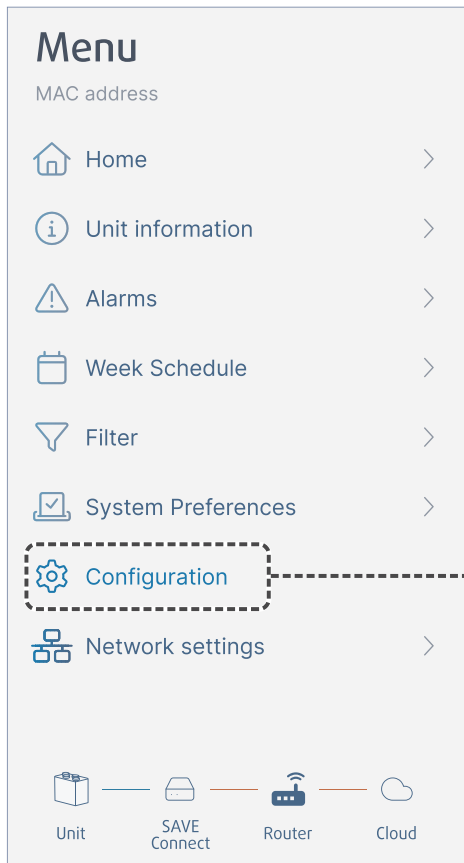 Menu
MAC address
Home
Unit information
Alarms
Week Schedule
Filter
System Preferences
Configuration
Network settings
Unit
SAVE
Connect
Router
Cloud